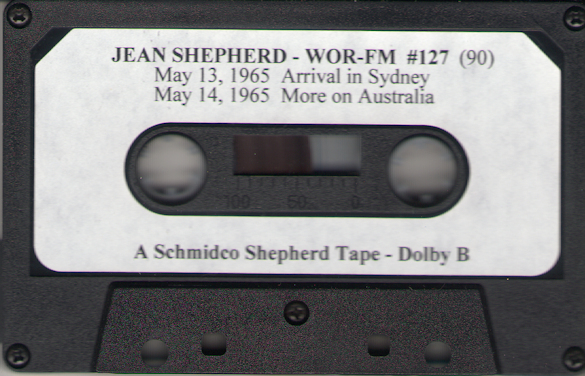 JEAN SHEPHERD - WOR-FM #127 (90)
May 13, 1965 Arrival in Sydney
May 14, 1965 More on Australia
100 50 0
A Schmidco Shepherd Tape - Dolby B